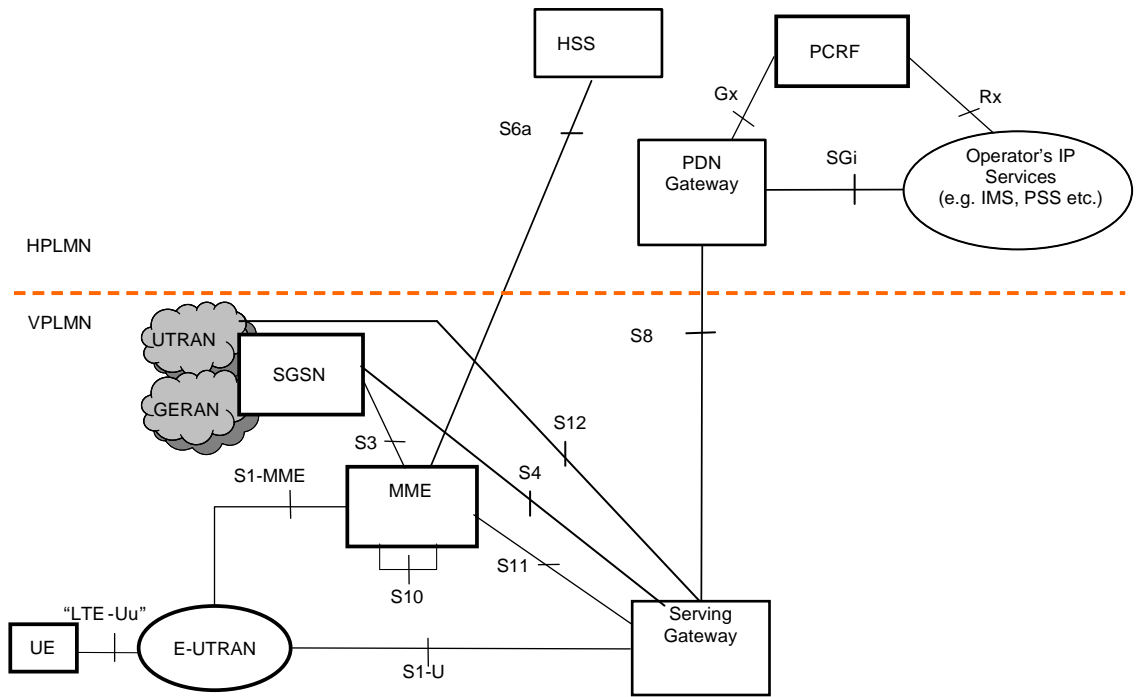 HSS
PCRF
Gx
Rx
S6a
PDN
Gateway
SGi
Operator's IP
Services
(e.g. IMS, PSS etc.)
HPLMN
VPLMN
S8
UTRAN
SGSN
GERAN
S3
S12
S4
S1-MME
MME
S11
S10
"LTE-Uu"
Serving
Gateway
UE
E-UTRAN
S1-U